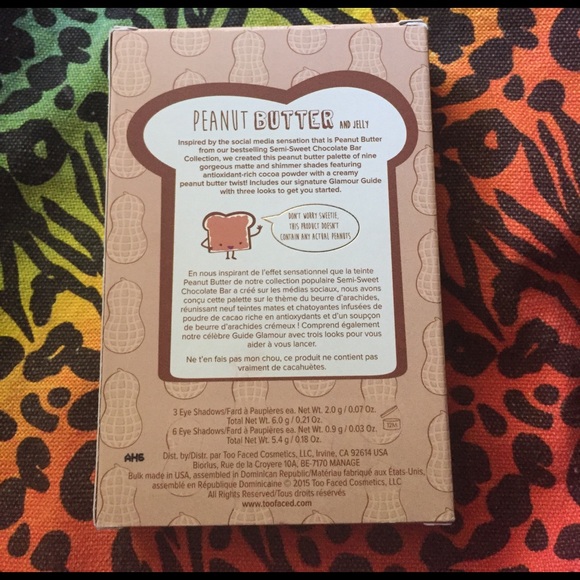 PEANUT BUTTER AND JELLY
Inspired by the social media sensation that is Peanut Butter
from our bestselling Semi-Sweet Chocolate Bar
Collection, we created this peanut butter palette of nine
gorgeous matte and shimmer shades featuring
antioxidant-rich cocoa powder with a creamy
peanut butter twist! Includes our signature Glamour Guide
with three looks to get you started.
DON'T WORRY SWEETIE,
THIS PRODUCT DOESN'T
CONTAIN ANY ACTUAL PEANUTS
En nous inspirant de l'effet sensationnel que la teinte
Peanut Butter de notre collection populaire Semi-Sweet
Chocolate Bar a créé sur les médias sociaux, nous avons
conçu cette palette sur le thème du beurre d'arachides,
réunissant neuf teintes mates et chatoyantes infusées de
poudre de cacao riche en antioxydants et d'un soupçon
de beurre d'arachides crémeux ! Comprend également
notre célèbre Guide Glamour avec trois looks pour vous
aider à vous lancer.
Ne t'en fais pas mon chou, ce produit ne contient pas
vraiment de cacahuètes.
3 Eye Shadows/Fard à Paupières ea. Net Wt. 2.0 g / 0.07 Oz.
Total Net Wt. 6.0 g / 0.21 Oz.
6 Eye Shadows/Fard à Paupières ea. Net Wt. 0.9 g / 0.03 Oz.
Total Net Wt. 5.4 g / 0.18 Oz.
12M
AH6
Dist. by/Distr. par Too Faced Cosmetics, LLC, Irvine, CA 92614 USA
Biorius, Rue de la Croyere 10A, BE-7170 MANAGE
Bulk made in USA, assembled in Dominican Republic/Matériau fabriqué aux États-Unis,
assemblé en République Dominicaine © 2015 Too Faced Cosmetics, LLC
All Rights Reserved/Tous droits réservés
www.toofaced.com